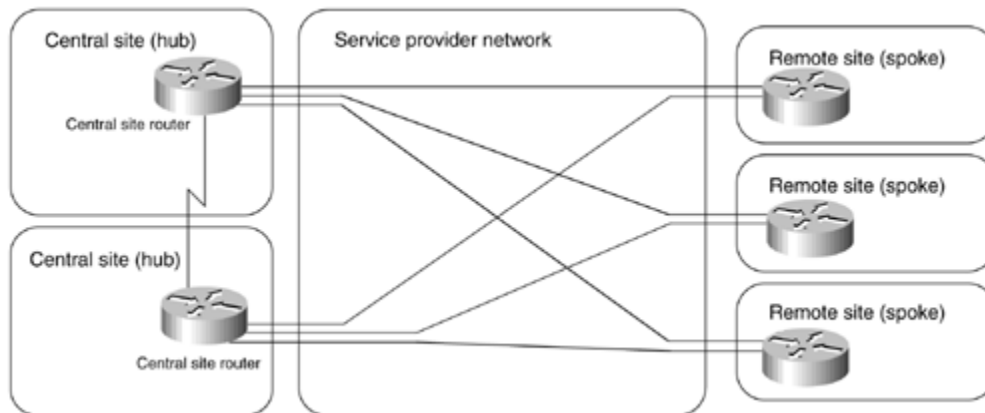 Central site (hub)
Central site router
Service provider network
Remote site (spoke)
Remote site (spoke)
Central site (hub)
Central site router
Remote site (spoke)